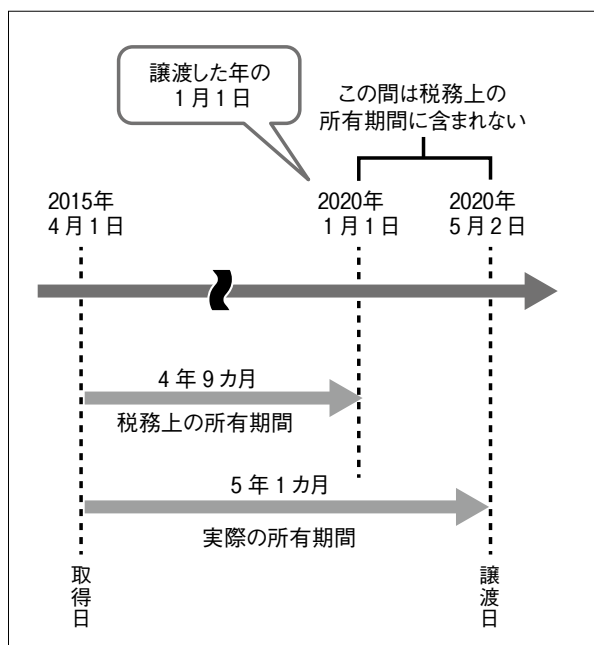 譲渡した年の
1月1日
この間は税務上の
所有期間に含まれない
2015年
4月1日
2020年
1月1日
2020年
5月2日
4年9カ月
税務上の所有期間
5年1カ月
実際の所有期間
取得日
譲渡日